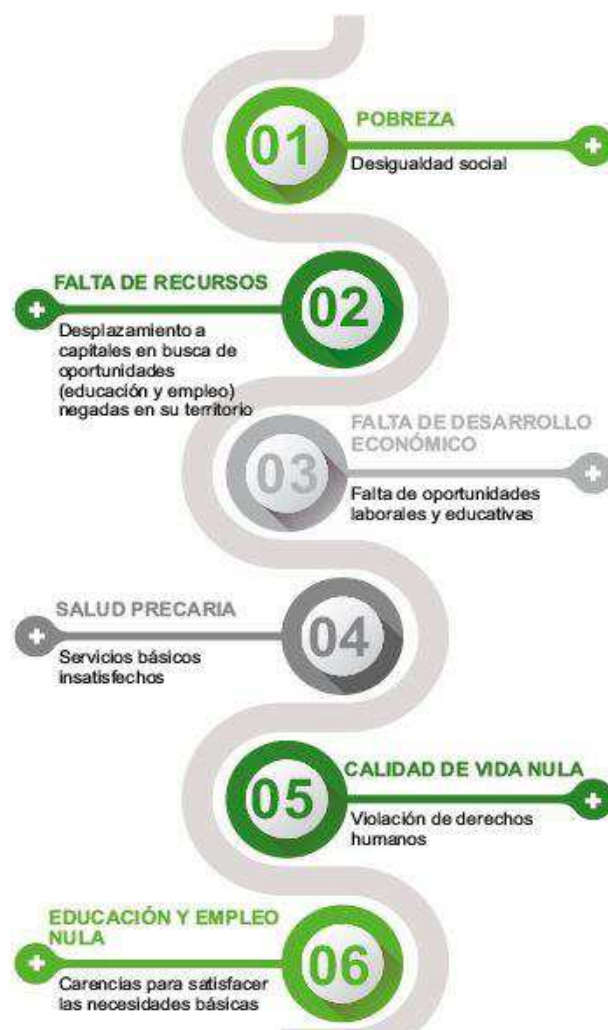 01
POBREZA
Desigualdad social
FALTA DE RECURSOS
02
Desplazamiento a
capitales en busca de
oportunidades
(educación y empleo)
negadas en su territorio
FALTA DE DESARROLLO
ECONÓMICO
03
Falta de oportunidades
laborales y educativas
SALUD PRECARIA
04
Servicios básicos
insatisfechos
CALIDAD DE VIDA NULA
05
Violación de derechos
humanos
EDUCACIÓN Y EMPLEO
NULA
06
Carencias para satisfacer
las necesidades básicas